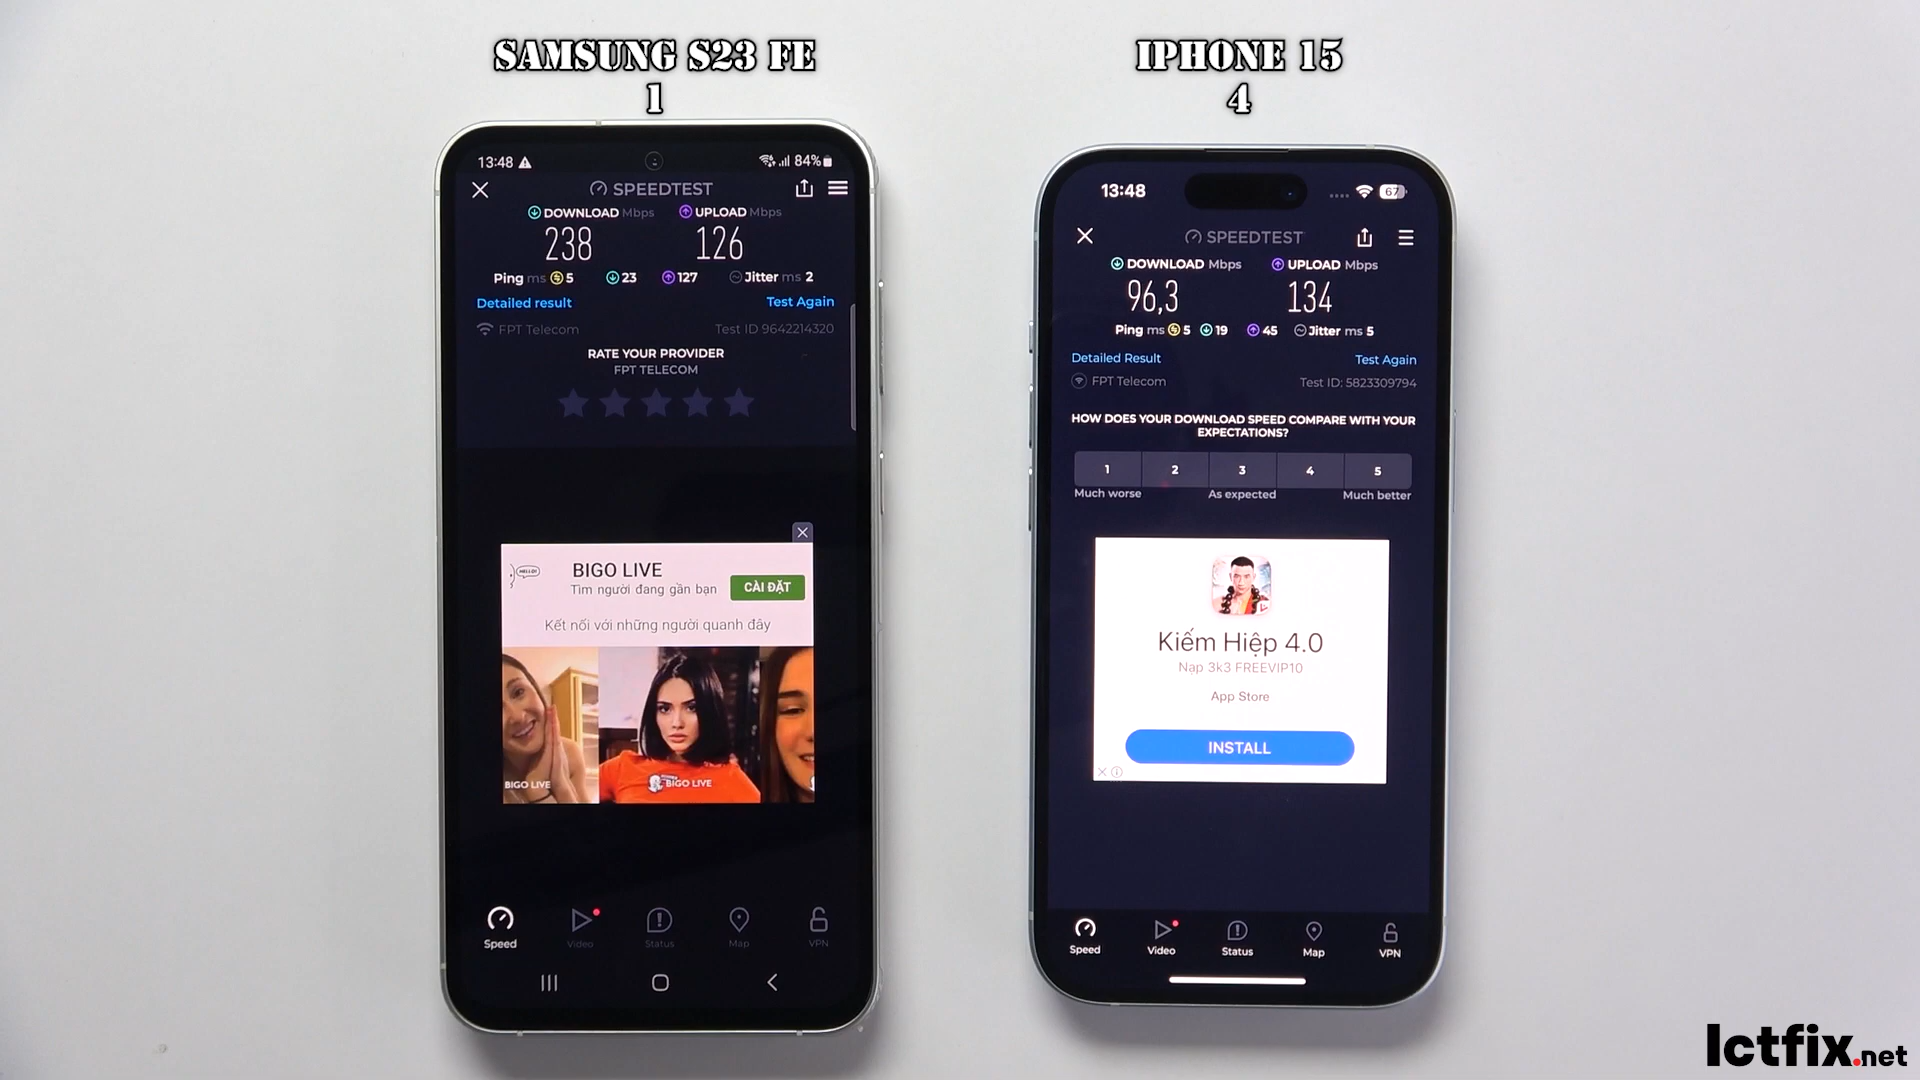 SAMSUNG S23 FE
1
13:48
84%
SPEEDTEST
DOWNLOAD Mbps UPLOAD Mbps
238 126
Ping ms 5 23 127 Jitter ms 2
Detailed result Test Again
FPT Telecom Test ID 9642214320
RATE YOUR PROVIDER
FPT TELECOM
HELLO!
BIGO LIVE
Tìm người đang gần bạn
CÀI ĐẶT
Kết nối với những người quanh đây
BIGO LIVE
BIGO LIVE
Speed Video Status Map VPN
IPHONE 15
4
13:48
67
SPEEDTEST
DOWNLOAD Mbps UPLOAD Mbps
96,3 134
Ping ms 5 19 45 Jitter ms 5
Detailed Result Test Again
FPT Telecom Test ID: 5823309794
HOW DOES YOUR DOWNLOAD SPEED COMPARE WITH YOUR
EXPECTATIONS?
1 2 3 4 5
Much worse As expected Much better
Kiếm Hiệp 4.0
Nạp 3k3 FREEVIP10
App Store
INSTALL
Speed Video Status Map VPN
Ictfix.net